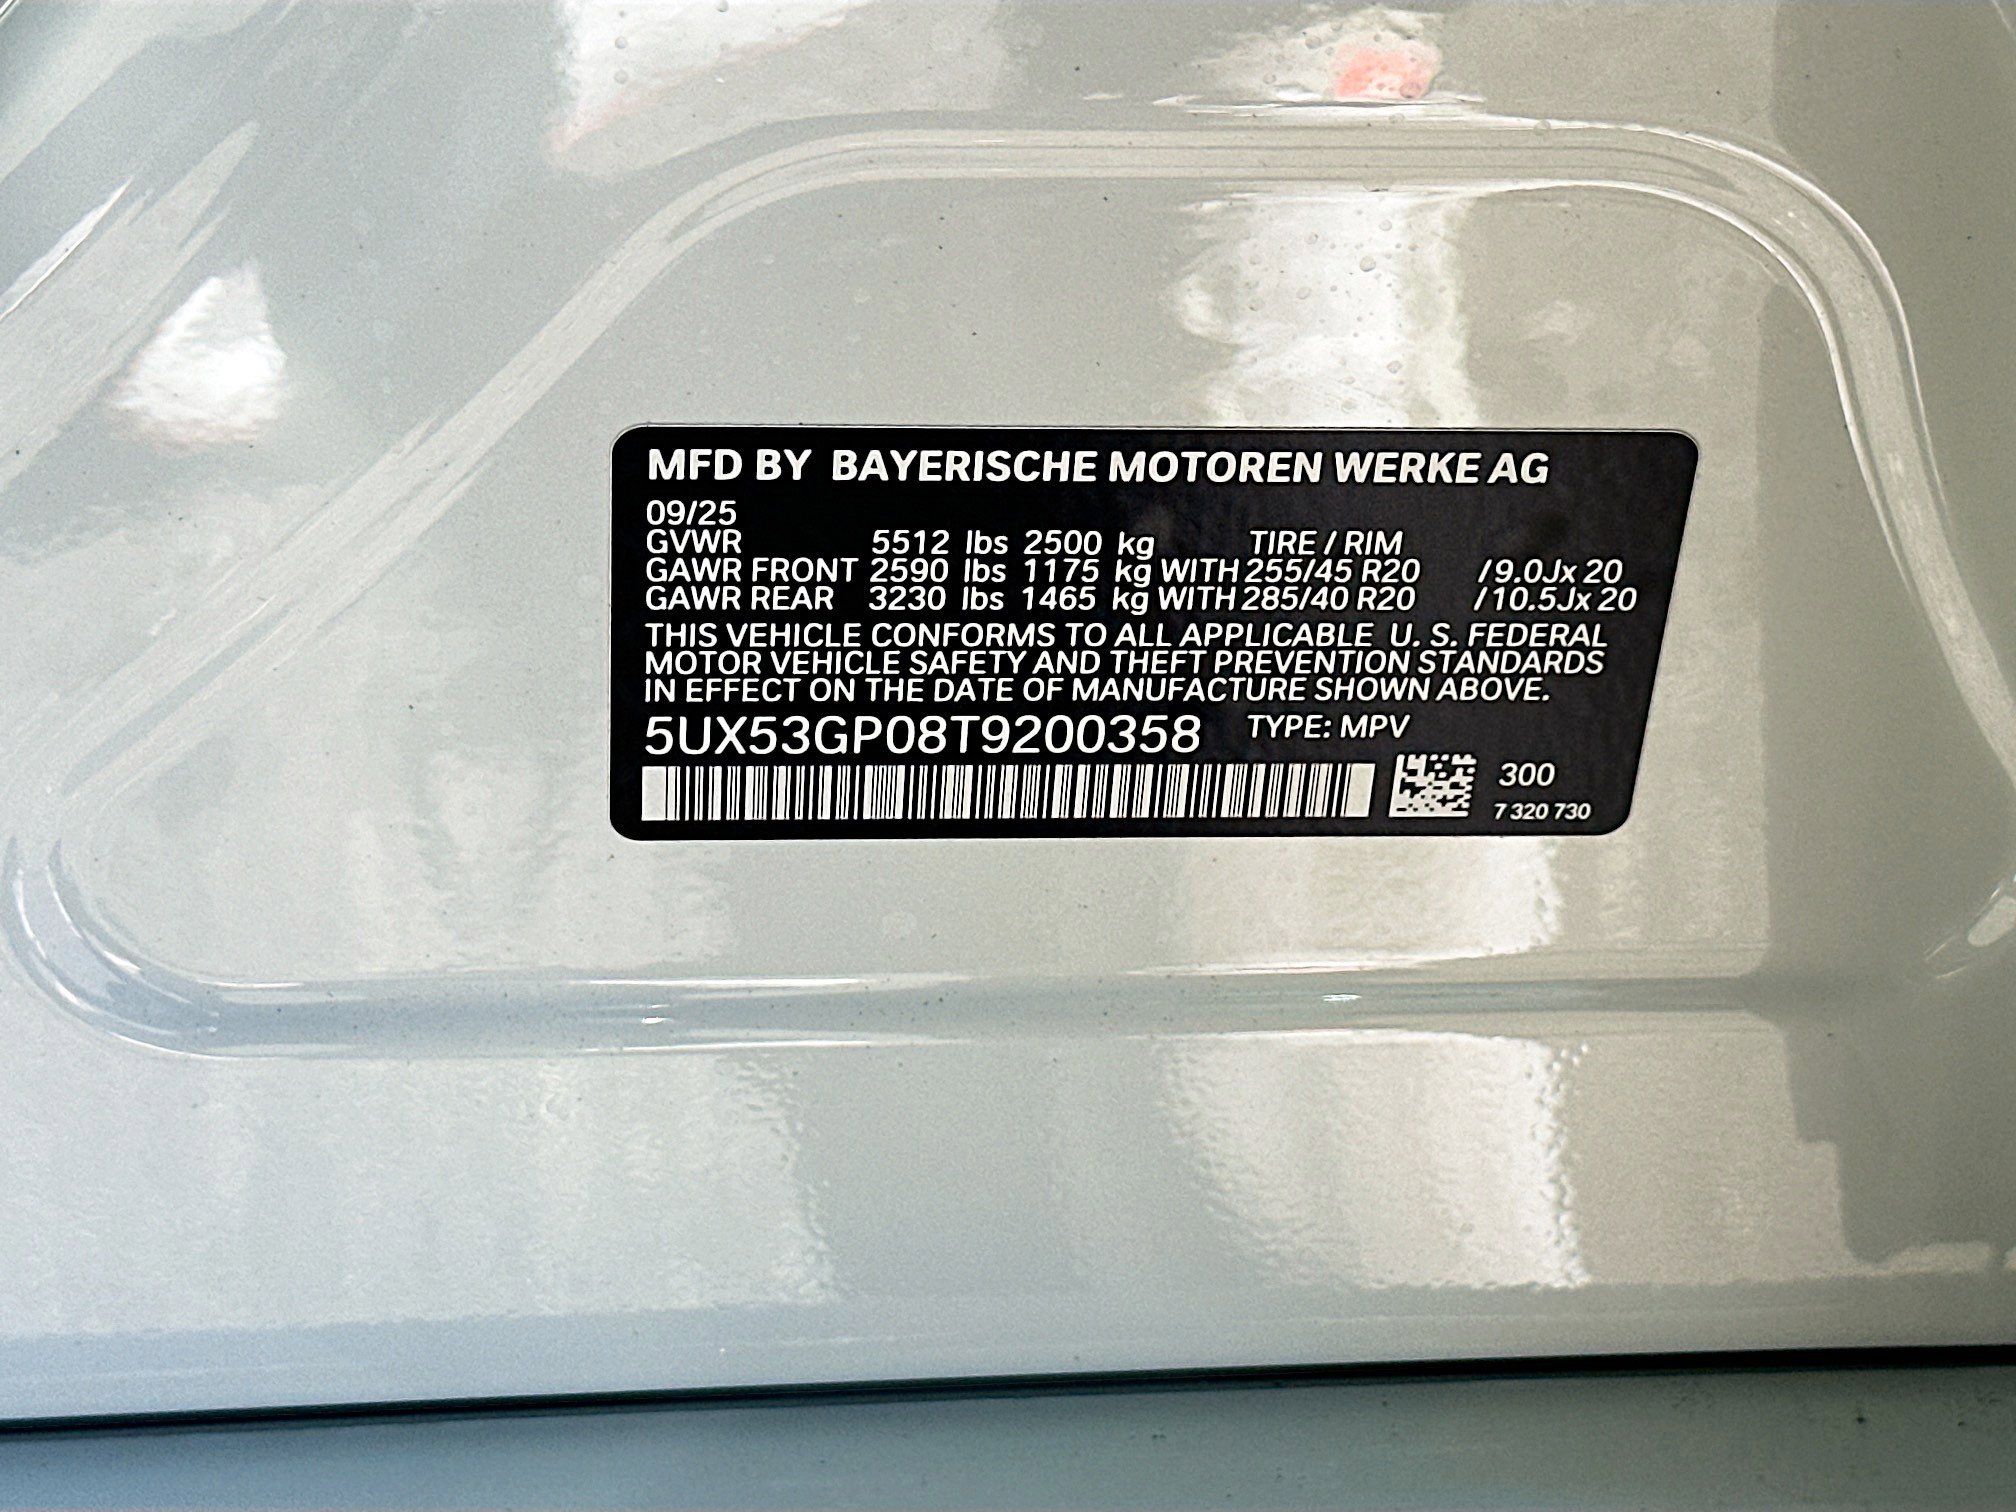 MFD BY BAYERISCHE MOTOREN WERKE AG
09/25
GVWR 5512 lbs 2500 kg TIRE / RIM
GAWR FRONT 2590 lbs 1175 kg WITH 255/45 R20 /9.0Jx 20
GAWR REAR 3230 lbs 1465 kg WITH 285/40 R20 /10.5Jx 20
THIS VEHICLE CONFORMS TO ALL APPLICABLE U. S. FEDERAL
MOTOR VEHICLE SAFETY AND THEFT PREVENTION STANDARDS
IN EFFECT ON THE DATE OF MANUFACTURE SHOWN ABOVE.
5UX53GP08T9200358 TYPE: MPV
300
7 320 730